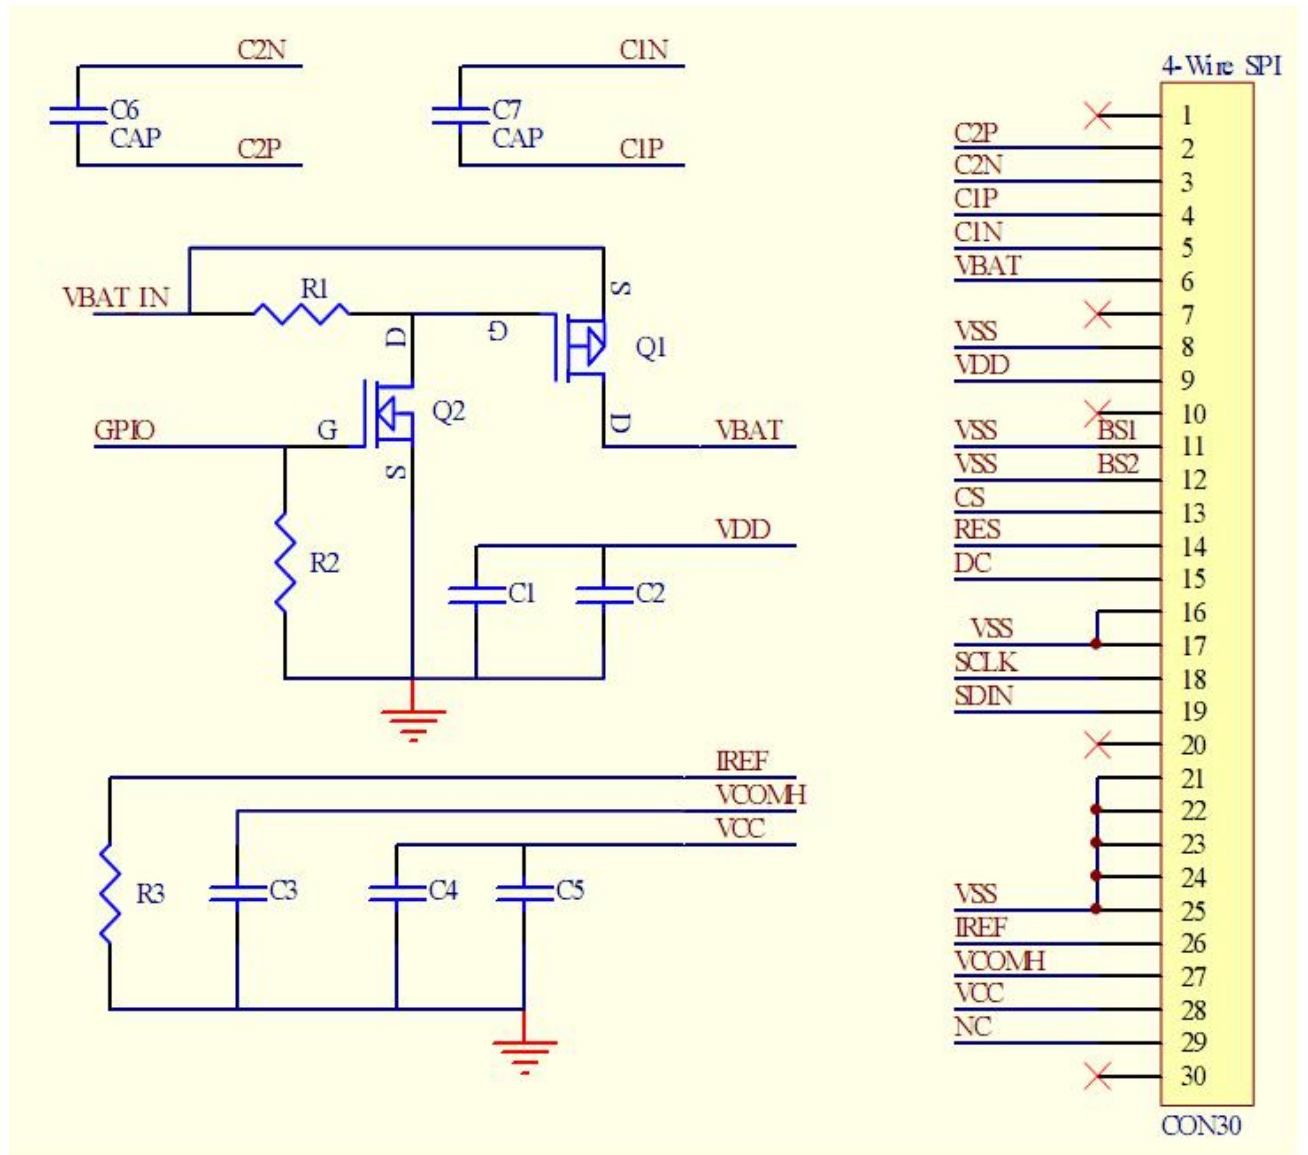 C2N
C6
CAP
C2P
C1N
C7
CAP
C1P
VBAT IN
R1
S
D
G
Q1
Q2
GPIO
G
D
VBAT
S
R2
VDD
C1
C2
IREF
VCOMH
VCC
R3
C3
C4
C5
4-Wire SPI
1
C2P
2
C2N
3
C1P
4
C1N
5
VBAT
6
7
VSS
8
VDD
9
10
VSS BS1
11
VSS BS2
12
CS
13
RES
14
DC
15
16
VSS
17
SCLK
18
SDIN
19
20
21
22
23
24
VSS
25
IREF
26
VCOMH
27
VCC
28
NC
29
30
CON30